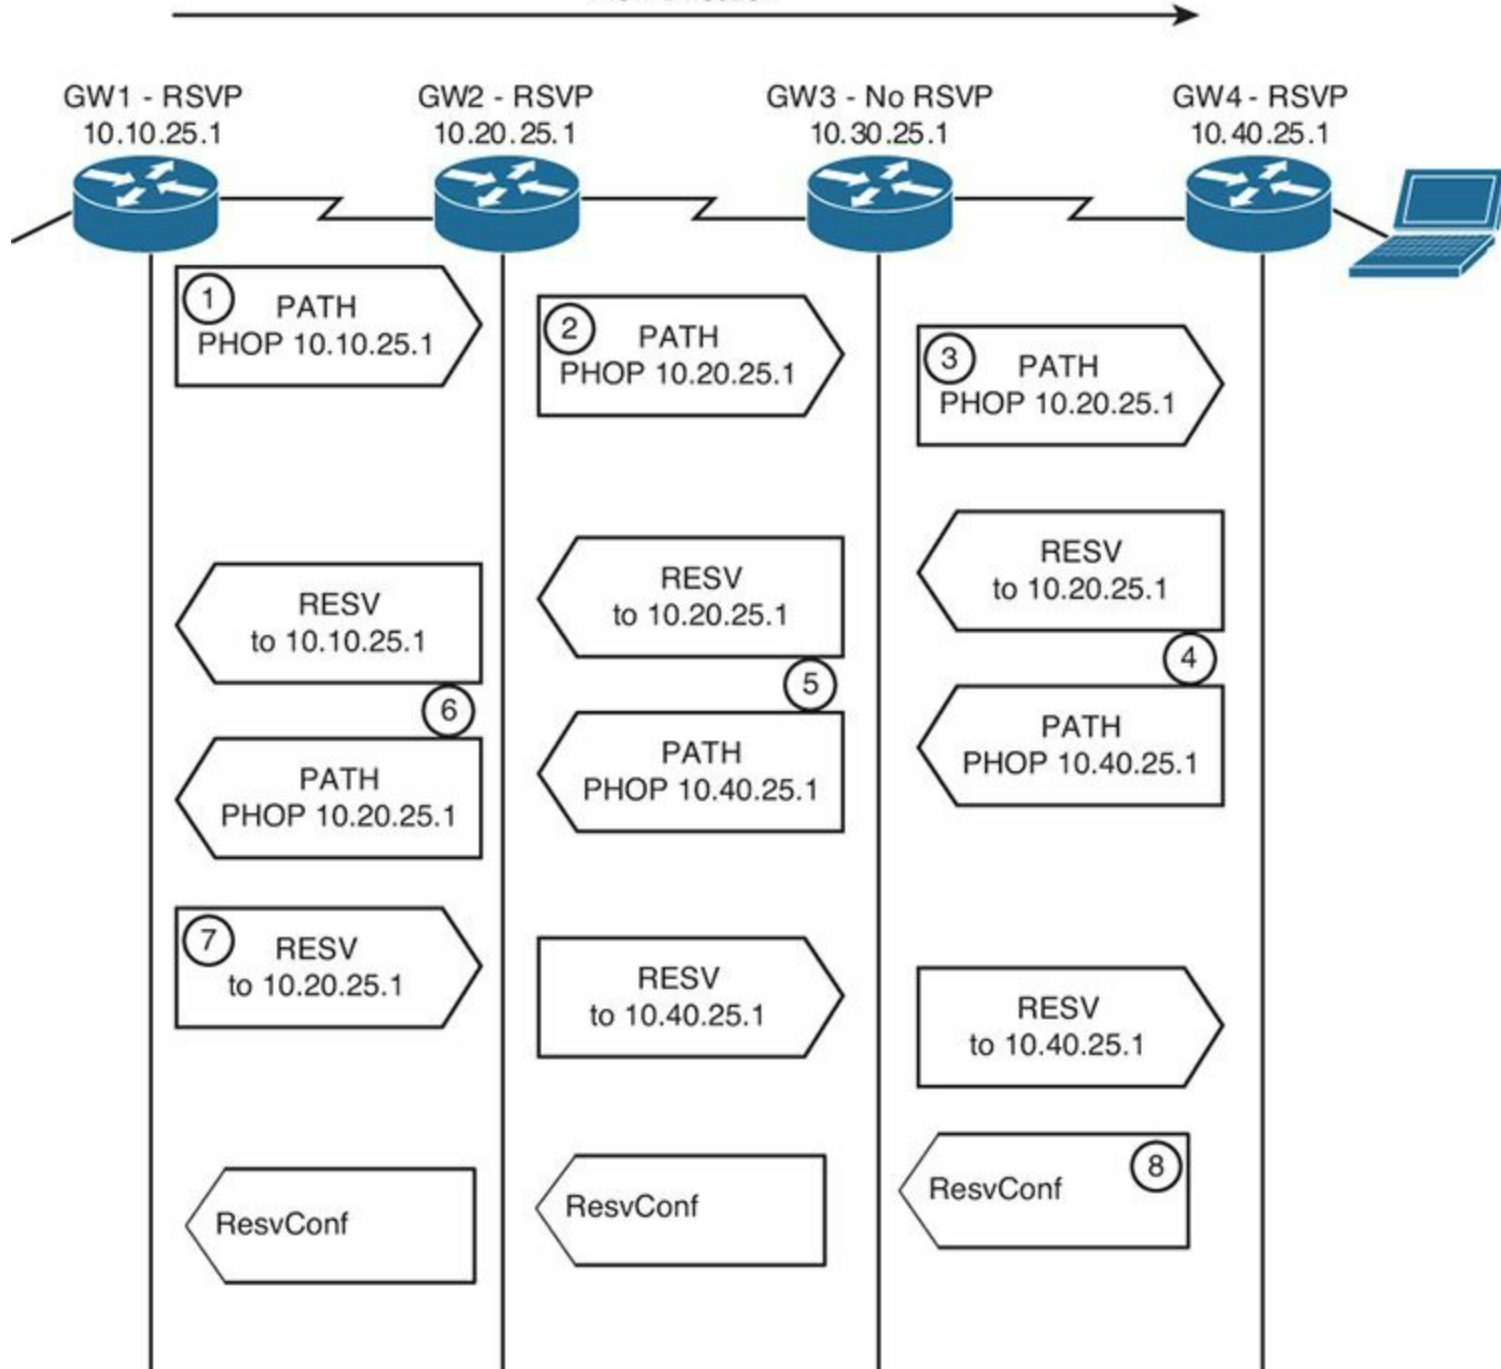 GW1 - RSVP
10.10.25.1
GW2 - RSVP
10.20.25.1
GW3 - No RSVP
10.30.25.1
GW4 - RSVP
10.40.25.1
1
PATH
PHOP 10.10.25.1
2
PATH
PHOP 10.20.25.1
3
PATH
PHOP 10.20.25.1
RESV
to 10.20.25.1
4
PATH
PHOP 10.40.25.1
RESV
to 10.20.25.1
5
PATH
PHOP 10.40.25.1
RESV
to 10.10.25.1
6
PATH
PHOP 10.20.25.1
7
RESV
to 10.20.25.1
RESV
to 10.40.25.1
RESV
to 10.40.25.1
ResvConf
8
ResvConf
ResvConf